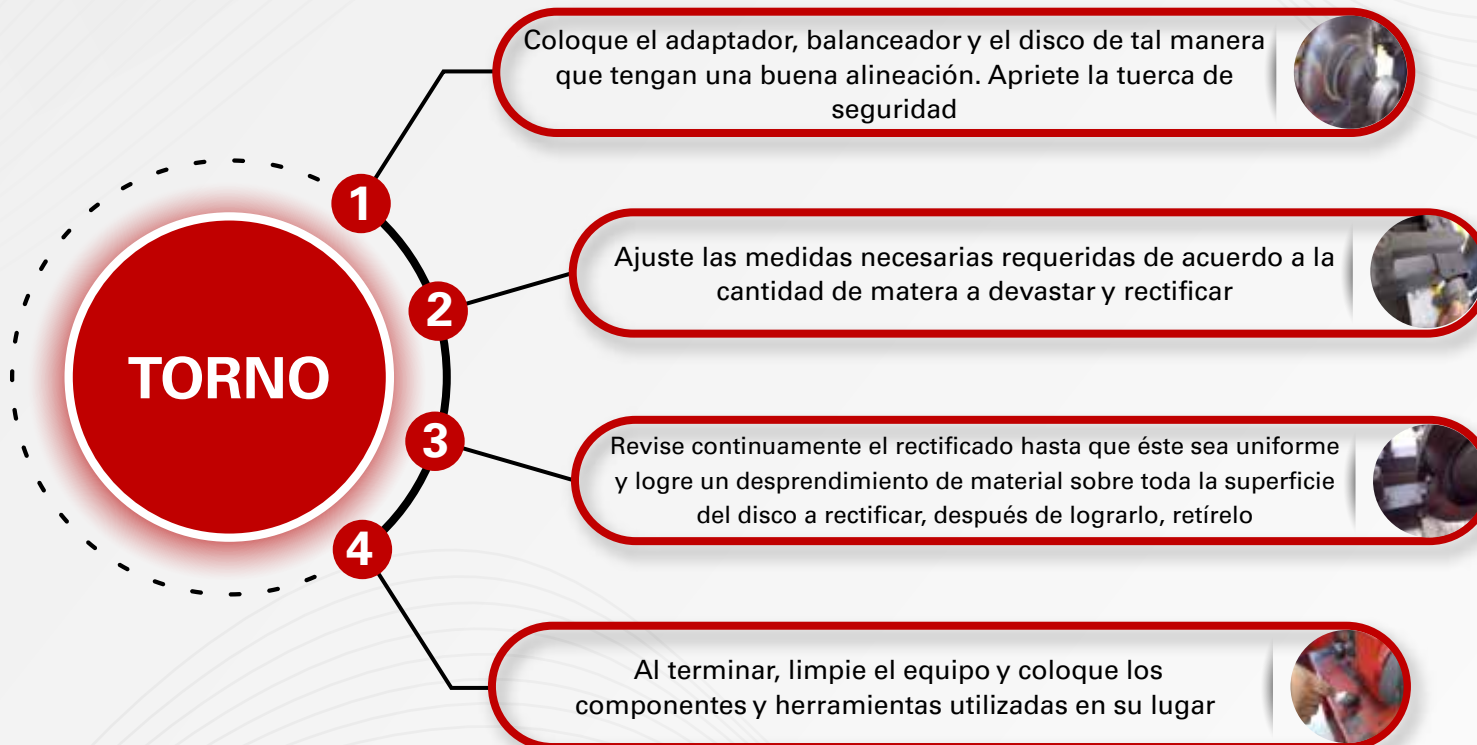 Coloque el adaptador, balanceador y el disco de tal manera
que tengan una buena alineación. Apriete la tuerca de
seguridad
1
Ajuste las medidas necesarias requeridas de acuerdo a la
cantidad de matera a devastar y rectificar
2
TORNO
3
Revise continuamente el rectificado hasta que éste sea uniforme
y logre un desprendimiento de material sobre toda la superficie
del disco a rectificar, después de lograrlo, retírelo
4
Al terminar, limpie el equipo y coloque los
componentes y herramientas utilizadas en su lugar